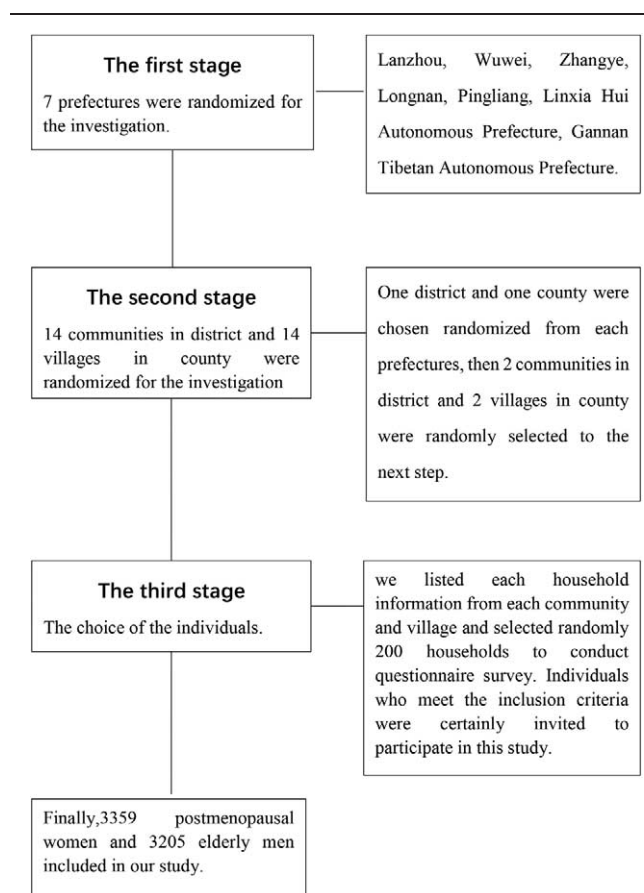 The first stage
7 prefectures were randomized for
the investigation.
Lanzhou, Wuwei, Zhangye,
Longnan, Pingliang, Linxia Hui
Autonomous Prefecture, Gannan
Tibetan Autonomous Prefecture.
The second stage
14 communities in district and 14
villages in county were
randomized for the investigation
One district and one county were
chosen randomized from each
prefectures, then 2 communities in
district and 2 villages in county
were randomly selected to the
next step.
The third stage
The choice of the individuals.
we listed each household
information from each community
and village and selected randomly
200 households to conduct
questionnaire survey. Individuals
who meet the inclusion criteria
were certainly invited to
participate in this study.
Finally,3359 postmenopausal
women and 3205 elderly men
included in our study.